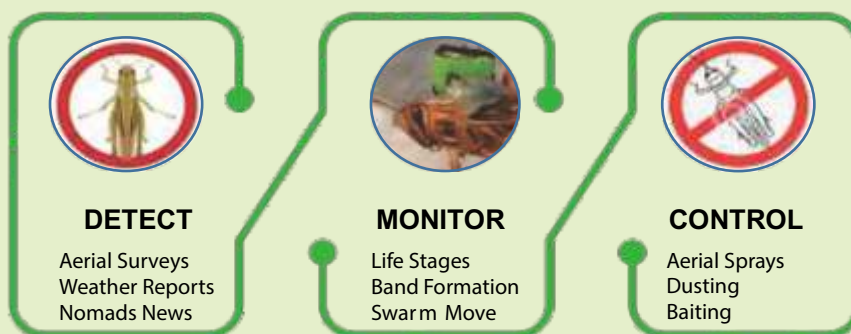 DETECT
Aerial Surveys
Weather Reports
Nomads News
MONITOR
Life Stages
Band Formation
Swarm Move
CONTROL
Aerial Sprays
Dusting
Baiting